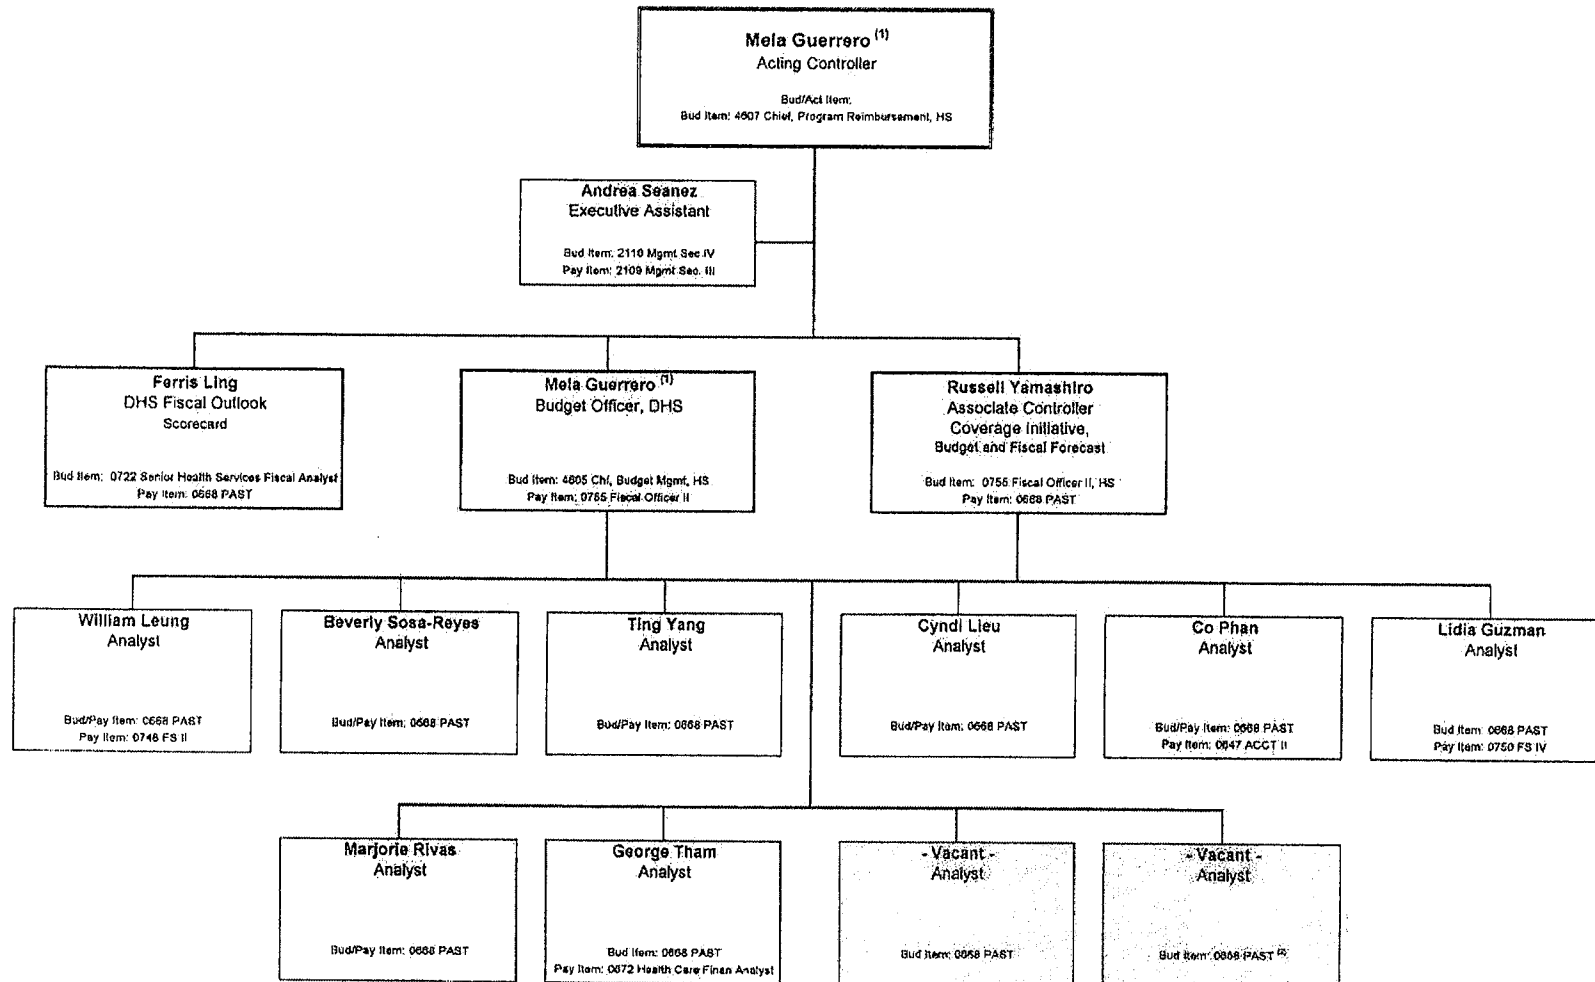 Mela Guerrero (1)
Acting Controller
Bud/Act Item:
Bud Item: 4607 Chief, Program Reimbursement, HS
Andrea Seanez
Executive Assistant
Bud Item: 2110 Mgmt Sec IV
Pay Item: 2109 Mgmt Sec. III
Ferris Ling
DHS Fiscal Outlook
Scorecard
Bud Item: 0722 Senior Health Services Fiscal Analyst
Pay Item: 0668 PAST
Mela Guerrero (1)
Budget Officer, DHS
Bud Item: 4605 Chf, Budget Mgmt, HS
Pay Item: 0755 Fiscal Officer II
Russell Yamashiro
Associate Controller
Coverage Initiative,
Budget and Fiscal Forecast
Bud Item: 0755 Fiscal Officer II, HS
Pay Item: 0668 PAST
William Leung
Analyst
Bud/Pay Item: 0668 PAST
Pay Item: 0748 FS II
Beverly Sosa-Reyes
Analyst
Bud/Pay Item: 0668 PAST
Ting Yang
Analyst
Bud/Pay Item: 0668 PAST
Cyndi Lieu
Analyst
Bud/Pay Item: 0668 PAST
Co Phan
Analyst
Bud/Pay Item: 0668 PAST
Pay Item: 0647 ACCT II
Lidia Guzman
Analyst
Bud Item: 0668 PAST
Pay Item: 0750 FS IV
Marjorie Rivas
Analyst
Bud/Pay Item: 0668 PAST
George Tham
Analyst
Bud Item: 0668 PAST
Pay Item: 0672 Health Care Finan Analyst
- Vacant -
Analyst
Bud Item: 0668 PAST
- Vacant -
Analyst
Bud Item: 0668 PAST